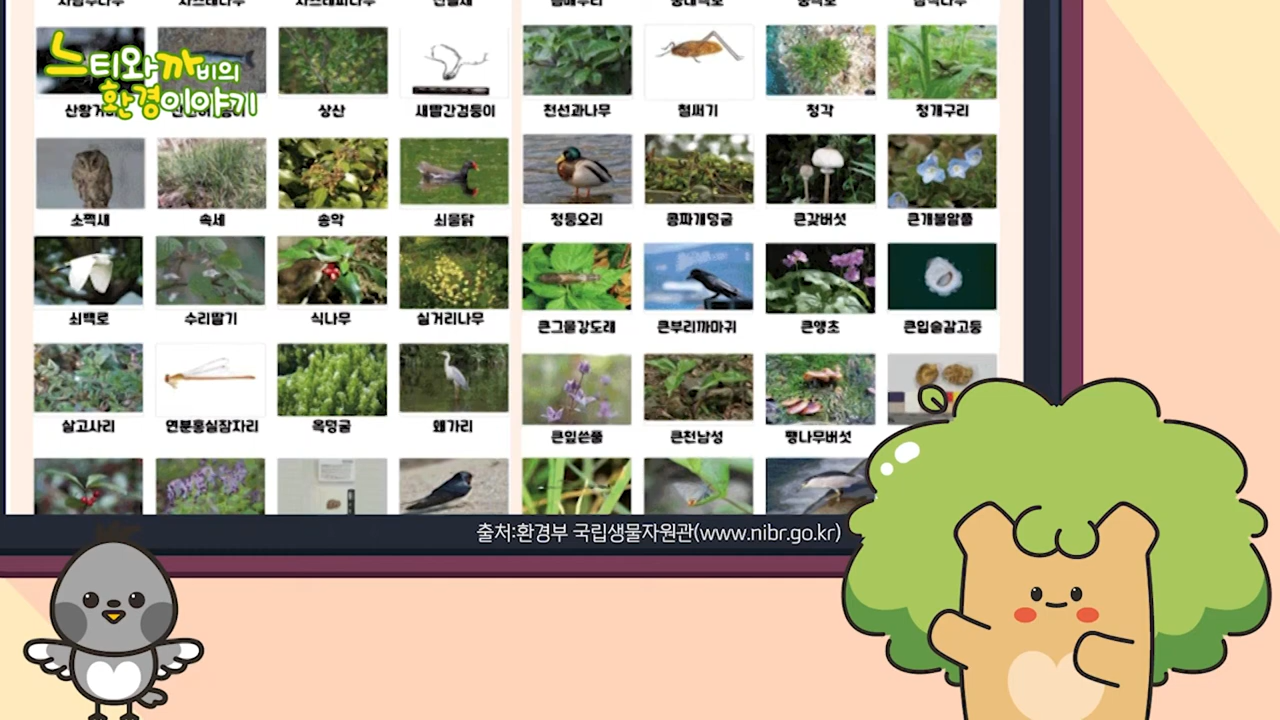 느티와 까비의
환경이야기
상산 새빨간검둥이 천선과나무 철써기 청각 청개구리
소쩍새 속새 송악 쇠물닭 청둥오리 콩짜개덩굴 큰갓버섯 큰개불알풀
쇠백로 수리딸기 식나무 실거리나무 큰그물강도래 큰부리까마귀 큰앵초 큰입술갈고둥
살고사리 연분홍실잠자리 옥덩굴 왜가리 큰잎쓴풀 큰천남성 팽나무버섯
출처:환경부 국립생물자원관(www.nibr.go.kr)